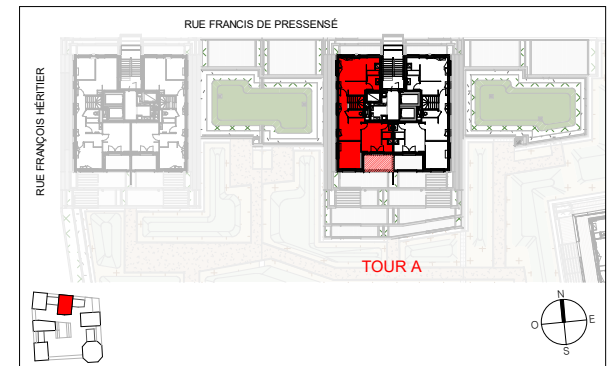 RUE FRANCIS DE PRESSENSÉ
RUE FRANÇOIS HÉRITIER
TOUR A
N
O
E
S